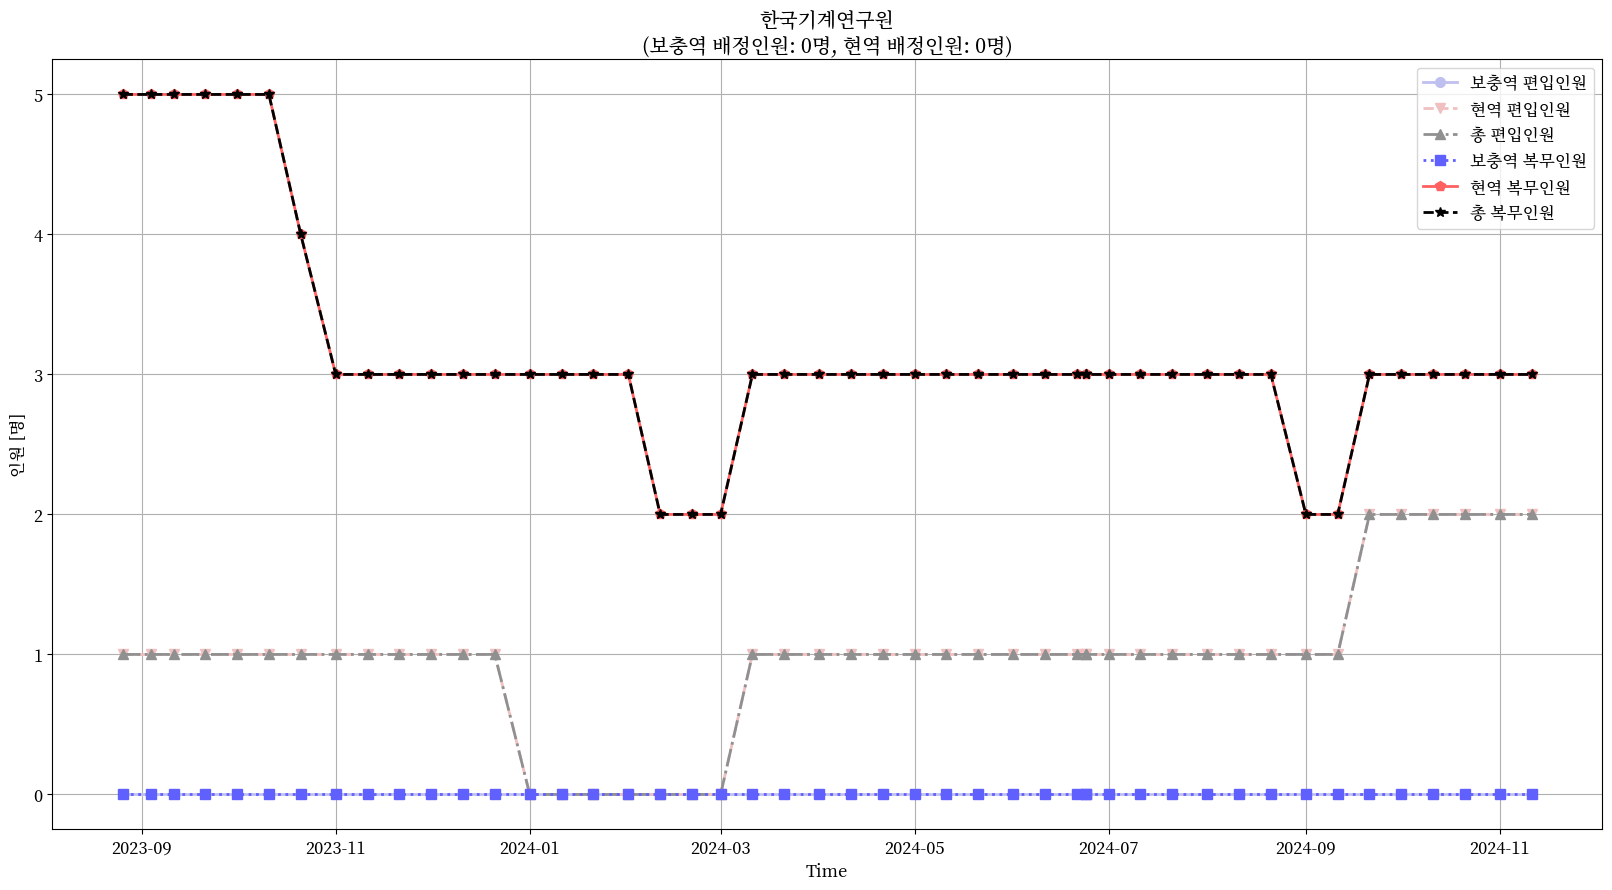 한국기계연구원
(보충역 배정인원: 0명, 현역 배정인원: 0명)
보충역 편입인원
현역 편입인원
총 편입인원
보충역 복무인원
현역 복무인원
총 복무인원
인원 [명]
5
4
3
2
1
0
2023-09
2023-11
2024-01
2024-03
2024-05
2024-07
2024-09
2024-11
Time